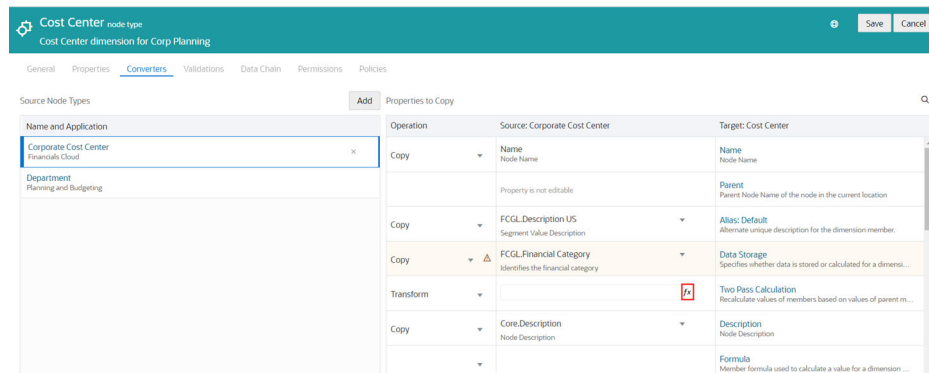 Cost Center node type
Save Cancel
Cost Center dimension for Corp Planning
General Properties Converters Validations Data Chain Permissions Policies
Source Node Types Add Properties to Copy
Name and Application Operation Source: Corporate Cost Center Target: Cost Center
Corporate Cost Center
Financials Cloud
×
Copy Name Name
Node Name Node Name
Department
Planning and Budgeting
Property is not editable Parent
Parent Node Name of the node in the current location
Copy FCGL.Description US Alias: Default
Segment Value Description Alternate unique description for the dimension member.
Copy FCGL.Financial Category Data Storage
Identifies the financial category Specifies whether data is stored or calculated for a dimensi...
Transform fx Two Pass Calculation
Recalculate values of members based on values of parent m...
Copy Core.Description Description
Node Description Node Description
Formula
Member formula used to calculate a value for a dimension ...